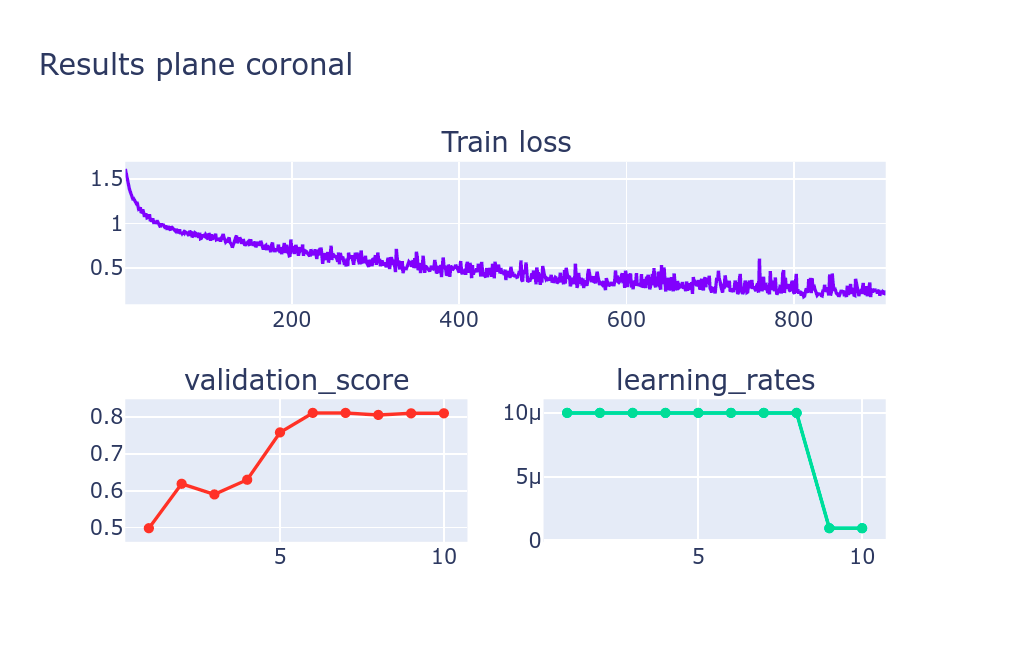 Results plane coronal
Train loss
1.5
1
0.5
200 400 600 800
validation_score learning_rates
0.8
0.7
0.6
0.5
5 10
10μ
5μ
0
5 10